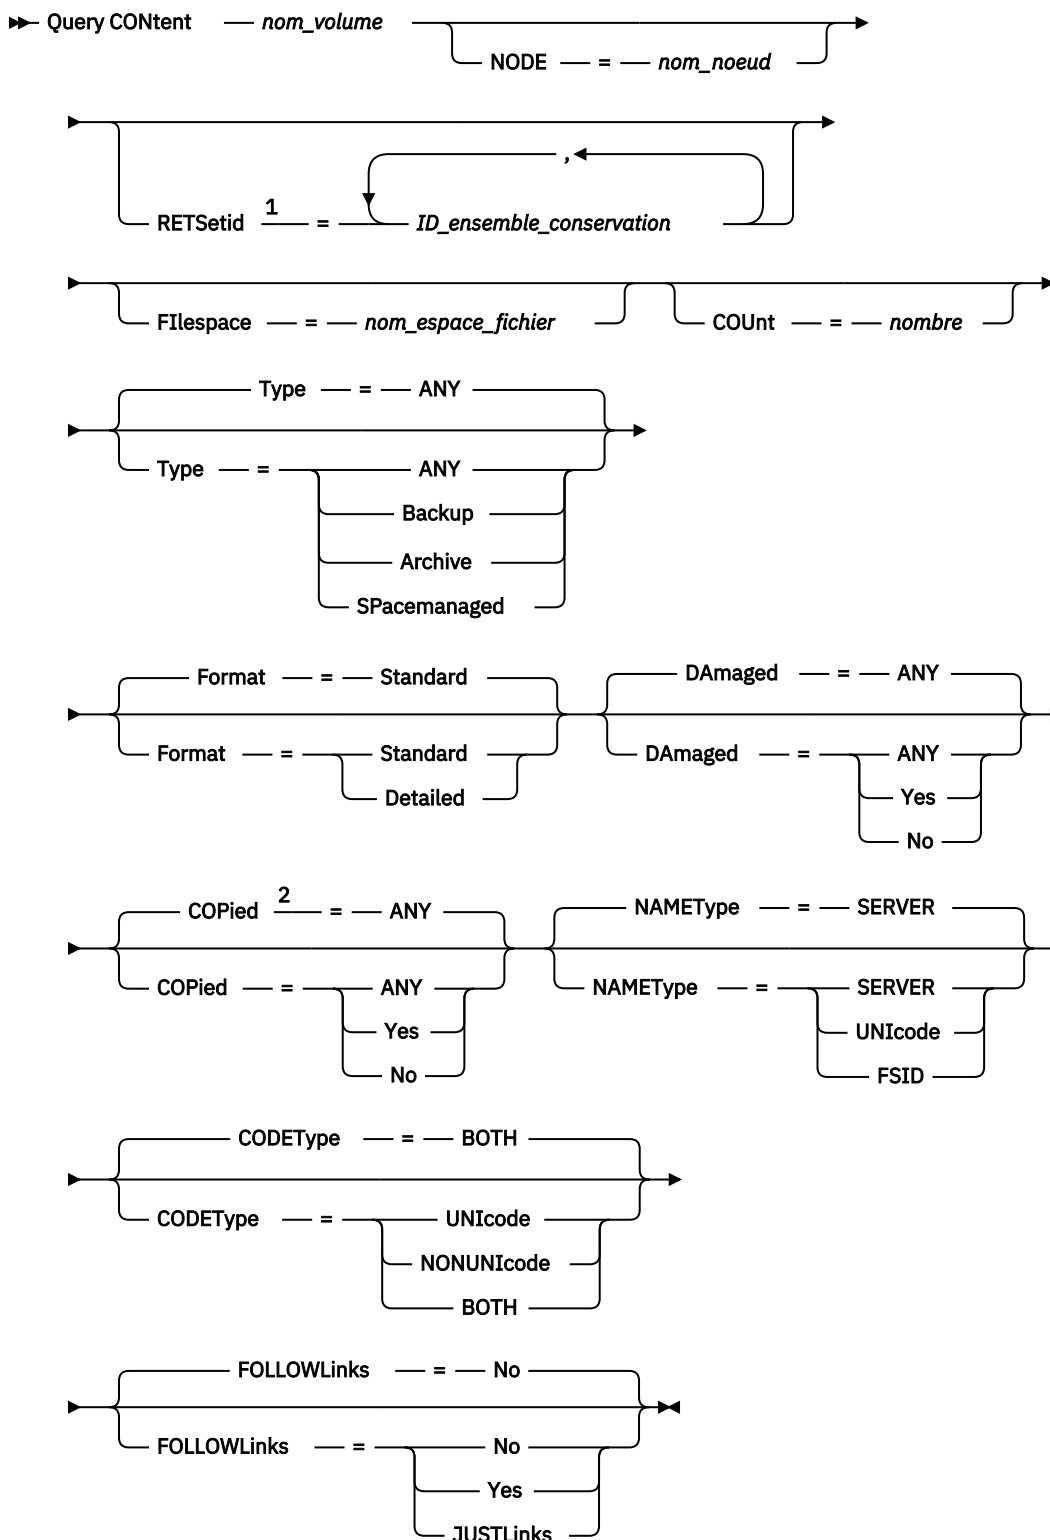 Query CONtent nom_volume
NODE = nom_noeud
,
RETSetid 1 = ID_ensemble_conservation
FIlespace = nom_espace_fichier COUnt = nombre
Type = ANY
Type = ANY
Backup
Archive
SPacemanaged
Format = Standard DAmaged = ANY
Format = Standard DAmaged = ANY
Detailed Yes
No
COPied 2 = ANY NAMEType = SERVER
COPied = ANY NAMEType = SERVER
Yes UNIcode
No FSID
CODEType = BOTH
CODEType = UNIcode
NONUNIcode
BOTH
FOLLOWLinks = No
FOLLOWLinks = No
Yes
JUSTLinks